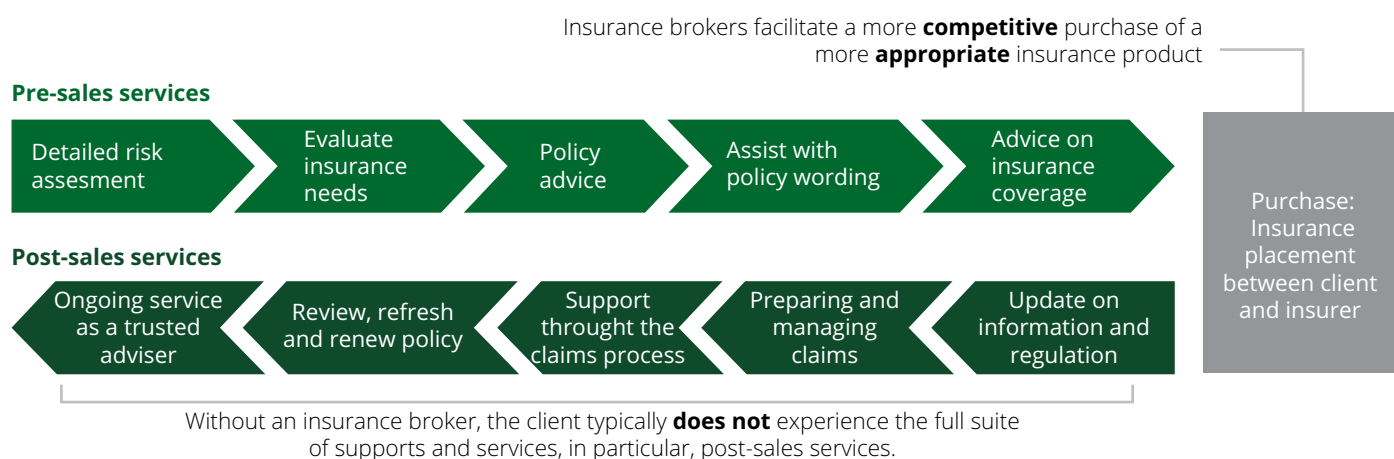 Insurance brokers facilitate a more competitive purchase of a
more appropriate insurance product
Pre-sales services
Detailed risk
assesment
Evaluate
insurance
needs
Policy
advice
Assist with
policy wording
Advice on
insurance
coverage
Purchase:
Insurance
placement
between client
and insurer
Post-sales services
Ongoing service
as a trusted
adviser
Review, refresh
and renew policy
Support
throught the
claims process
Preparing and
managing
claims
Update on
information and
regulation
Without an insurance broker, the client typically does not experience the full suite
of supports and services, in particular, post-sales services.